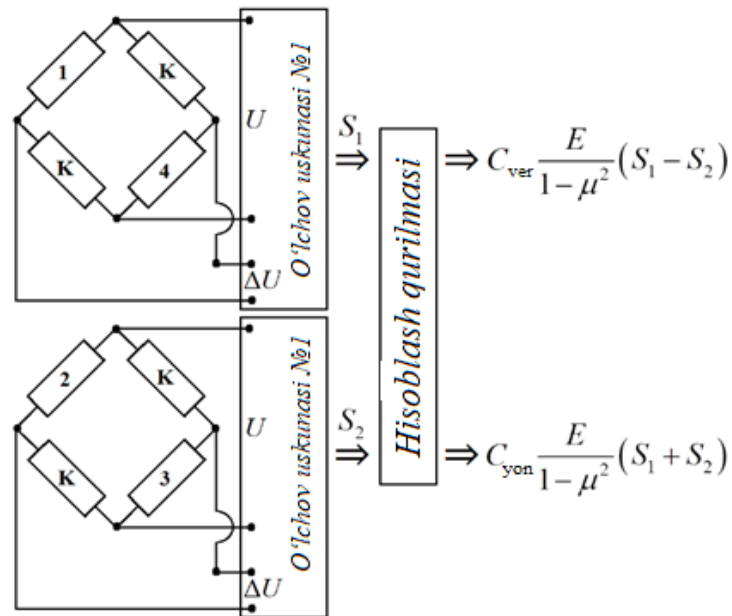 1
K
K
4
U
ΔU
O'lchov uskunasi №1
S₁
⇒
2
K
K
3
U
ΔU
O'lchov uskunasi №1
S₂
⇒
Hisoblash qurilmasi
⇒ C_ver E/(1 − μ²) (S₁ − S₂)
⇒ C_yon E/(1 − μ²) (S₁ + S₂)